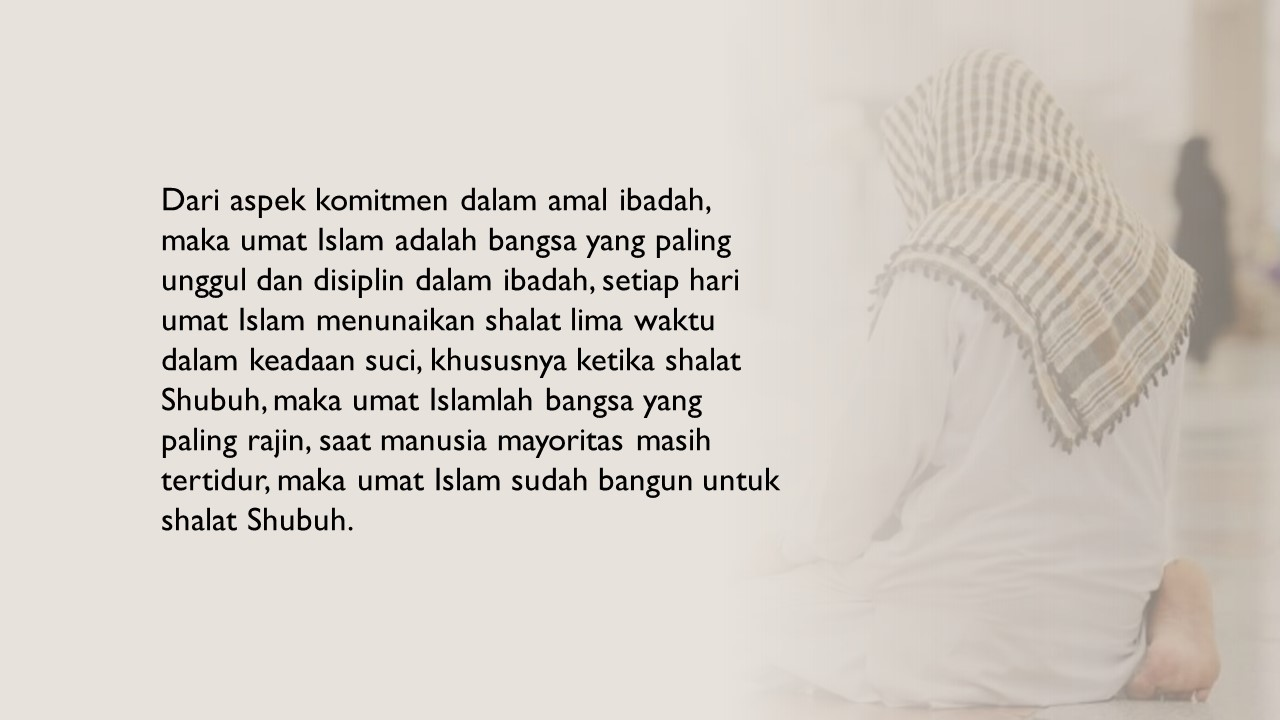 Dari aspek komitmen dalam amal ibadah,
maka umat Islam adalah bangsa yang paling
unggul dan disiplin dalam ibadah, setiap hari
umat Islam menunaikan shalat lima waktu
dalam keadaan suci, khususnya ketika shalat
Shubuh, maka umat Islamlah bangsa yang
paling rajin, saat manusia mayoritas masih
tertidur, maka umat Islam sudah bangun untuk
shalat Shubuh.